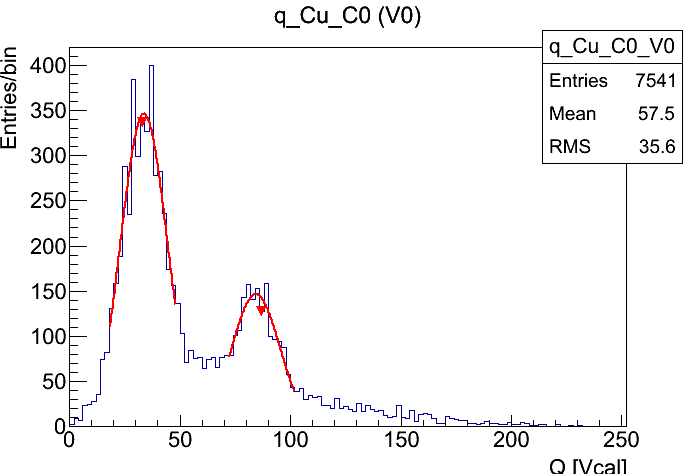 q_Cu_C0 (V0)
q_Cu_C0_V0
Entries 7541
Mean 57.5
RMS 35.6
Entries/bin
400
350
300
250
200
150
100
50
0
0 50 100 150 200 250
Q [Vcal]